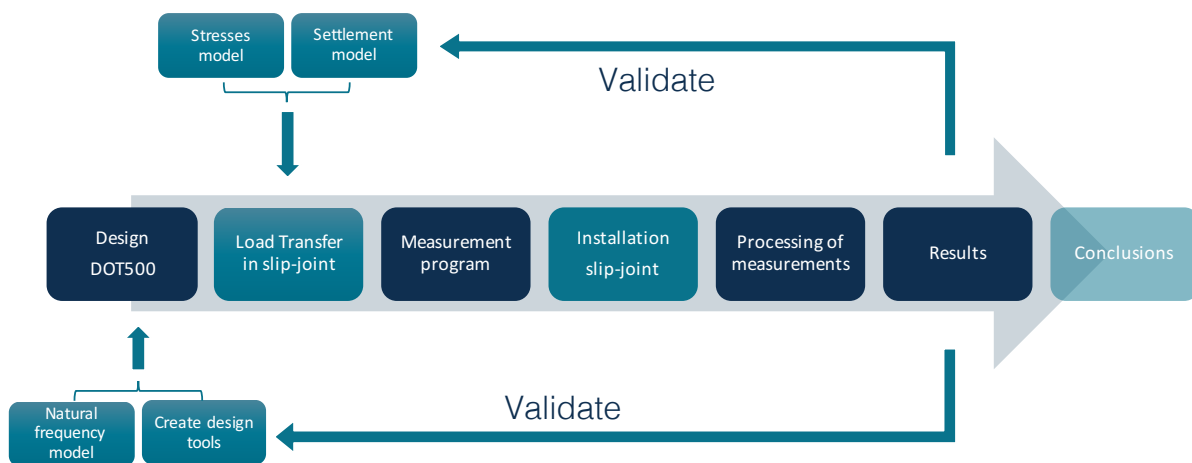 Stresses
model
Settlement
model
Validate
Design
DOT500
Load Transfer
in slip-joint
Measurement
program
Installation
slip-joint
Processing of
measurements
Results
Conclusions
Natural
frequency
model
Create design
tools
Validate